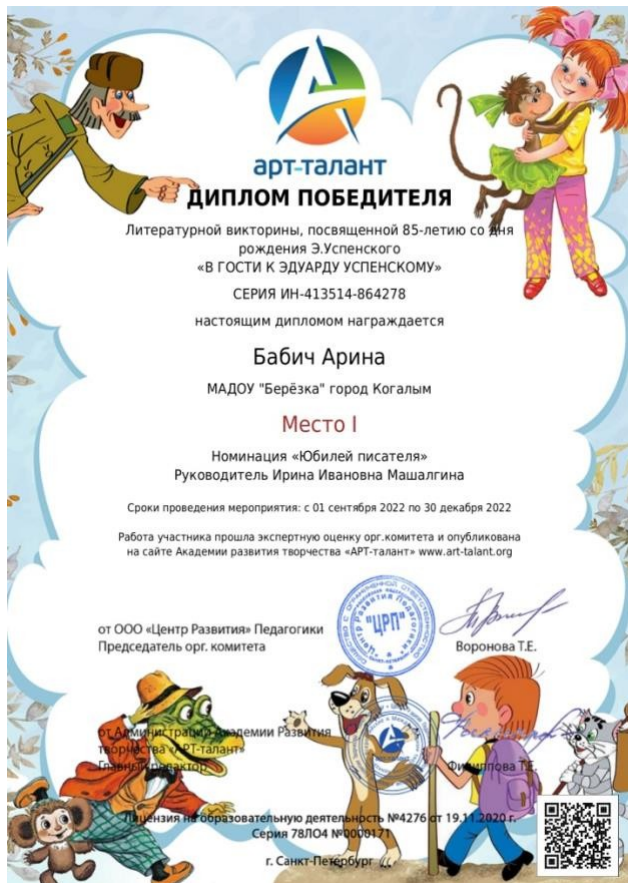 арт-талант
ДИПЛОМ ПОБЕДИТЕЛЯ
Литературной викторины, посвященной 85-летию со дня
рождения Э.Успенского
«В ГОСТИ К ЭДУАРДУ УСПЕНСКОМУ»
СЕРИЯ ИН-413514-864278
настоящим дипломом награждается
Бабич Арина
МАДОУ "Берёзка" город Когалым
Место I
Номинация «Юбилей писателя»
Руководитель Ирина Ивановна Машалгина
Сроки проведения мероприятия: с 01 сентября 2022 по 30 декабря 2022
Работа участника прошла экспертную оценку орг.комитета и опубликована
на сайте Академии развития творчества «АРТ-талант» www.art-talant.org
"ЦРП"
от ООО «Центр Развития» Педагогики
Председатель орг. комитета
Воронова Т.Е.
от Администрации Академии Развития
творчества «АРТ-талант»
Главный редактор
Филиппова Т.Е.
Лицензия на образовательную деятельность №4276 от 19.11.2020 г.
Серия 78ЛО4 №0000171
г. Санкт-Петербург